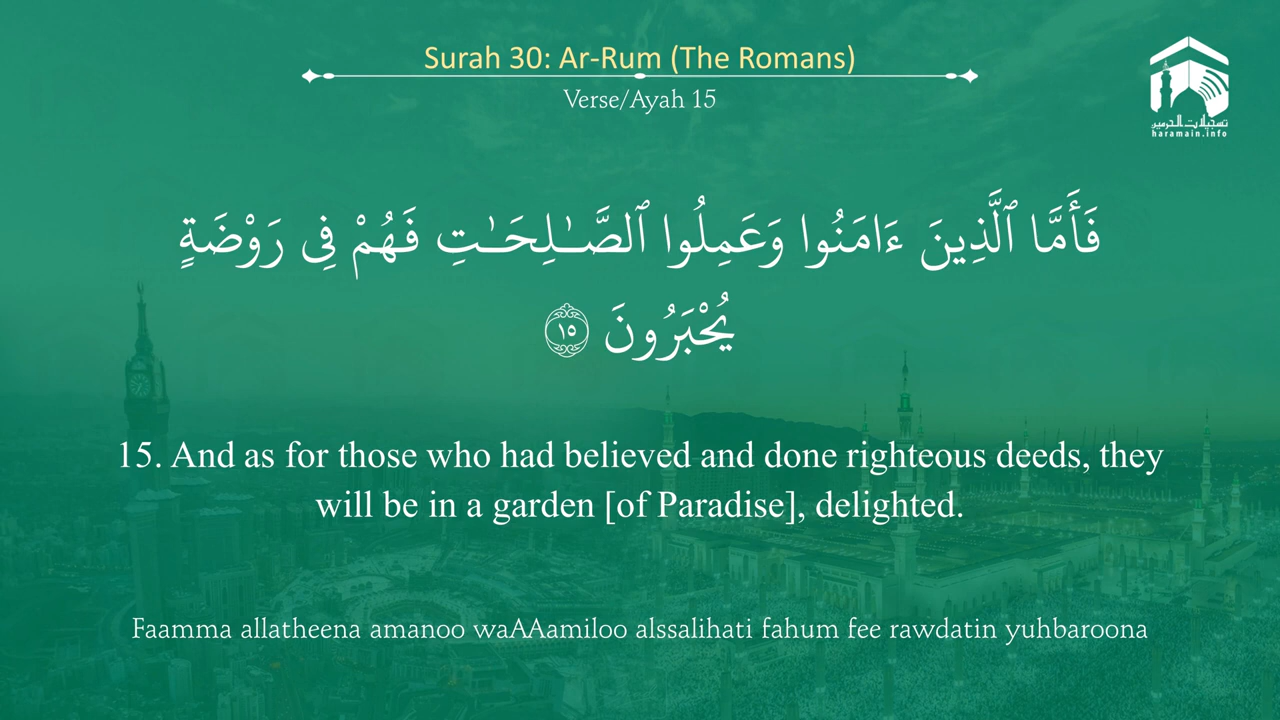 Surah 30: Ar-Rum (The Romans)
Verse/Ayah 15
تسجيلات الحرمين
haramain.info
فَأَمَّا ٱلَّذِينَ ءَامَنُوا وَعَمِلُوا ٱلصَّـٰلِحَـٰتِ فَهُمْ فِى رَوْضَةٍ
يُحْبَرُونَ ١٥
15. And as for those who had believed and done righteous deeds, they
will be in a garden [of Paradise], delighted.
Faamma allatheena amanoo waAAamiloo alssalihati fahum fee rawdatin yuhbaroona